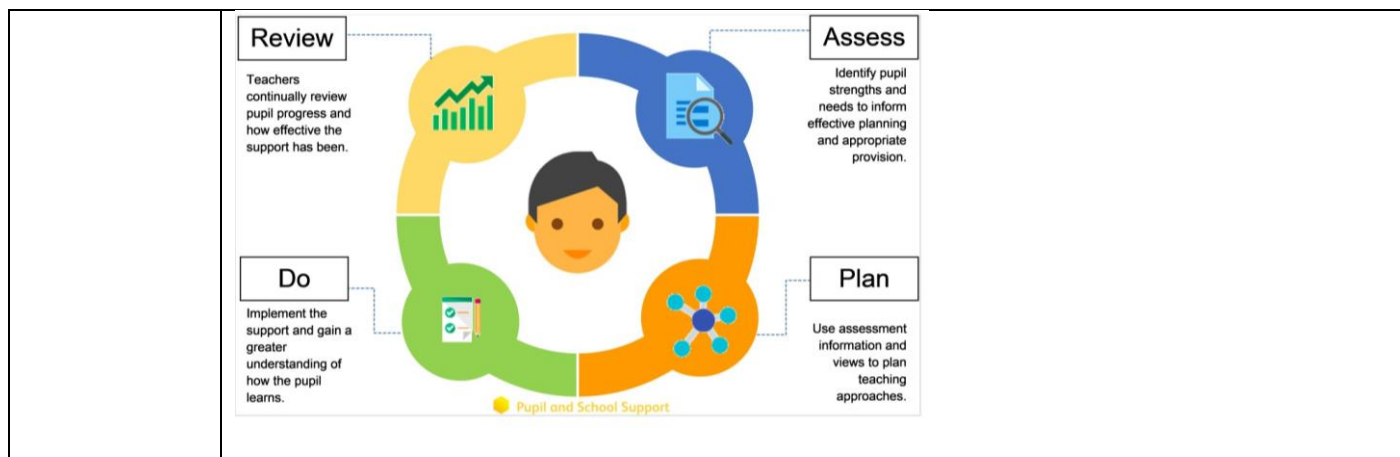 Review
Teachers
continually review
pupil progress and
how effective the
support has been.
Assess
Identify pupil
strengths and
needs to inform
effective planning
and appropriate
provision.
Do
Implement the
support and gain a
greater
understanding of
how the pupil
learns.
Plan
Use assessment
information and
views to plan
teaching
approaches.
Pupil and School Support